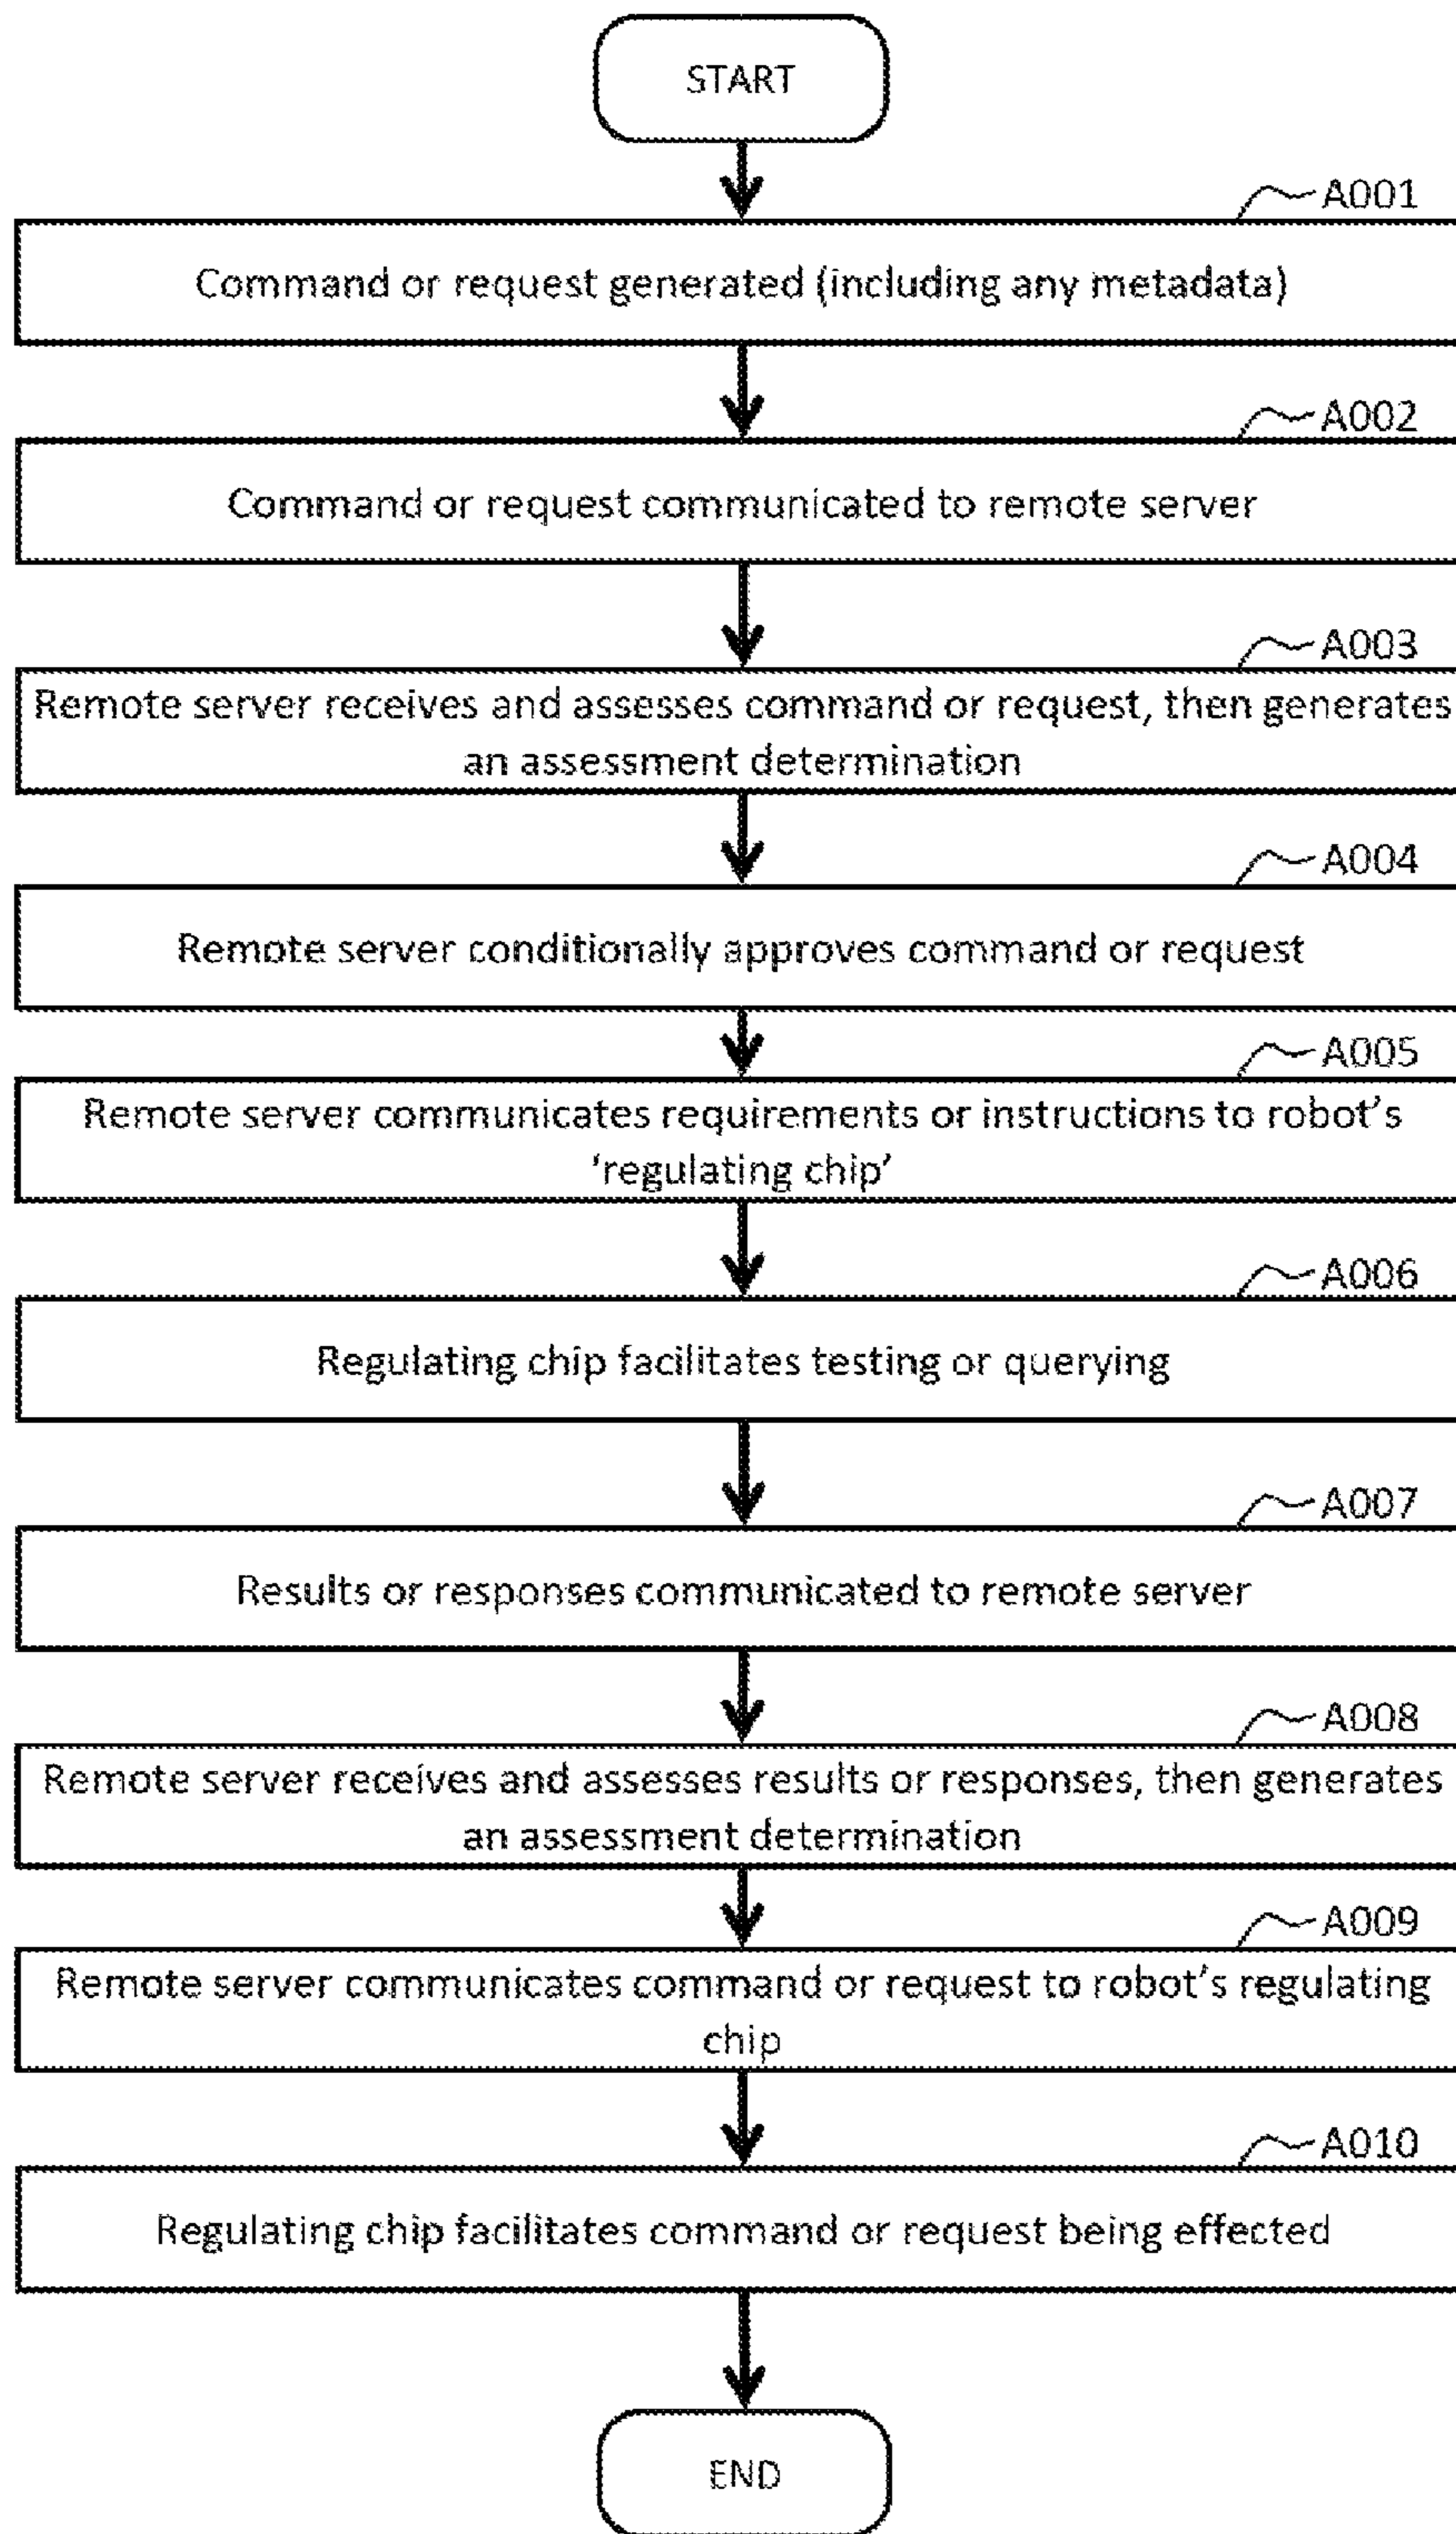 START
A001
Command or request generated (including any metadata)
A002
Command or request communicated to remote server
A003
Remote server receives and assesses command or request, then generates
an assessment determination
A004
Remote server conditionally approves command or request
A005
Remote server communicates requirements or instructions to robot’s
‘regulating chip’
A006
Regulating chip facilitates testing or querying
A007
Results or responses communicated to remote server
A008
Remote server receives and assesses results or responses, then generates
an assessment determination
A009
Remote server communicates command or request to robot’s regulating
chip
A010
Regulating chip facilitates command or request being effected
END